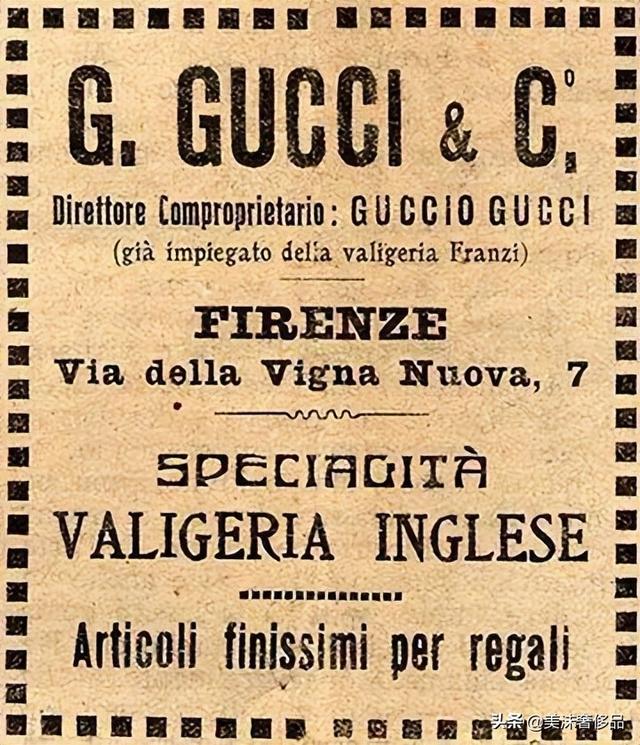 G. GUCCI & Cº.
Direttore Comproprietario: GUCCIO GUCCI
(già impiegato della valigeria Franzi)
FIRENZE
Via della Vigna Nuova, 7
SPECIALITÀ
VALIGERIA INGLESE
Articoli finissimi per regali
头条 @美沫奢侈品